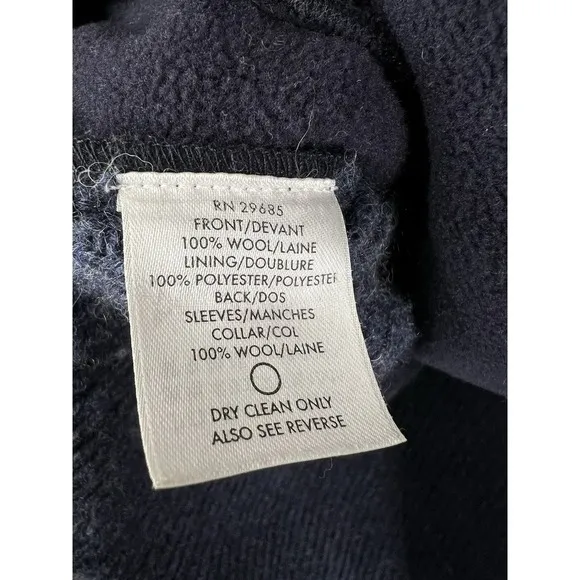 RN 29685
FRONT/DEVANT
100% WOOL/LAINE
LINING/DOUBLURE
100% POLYESTER/POLYESTER
BACK/DOS
SLEEVES/MANCHES
COLLAR/COL
100% WOOL/LAINE
DRY CLEAN ONLY
ALSO SEE REVERSE